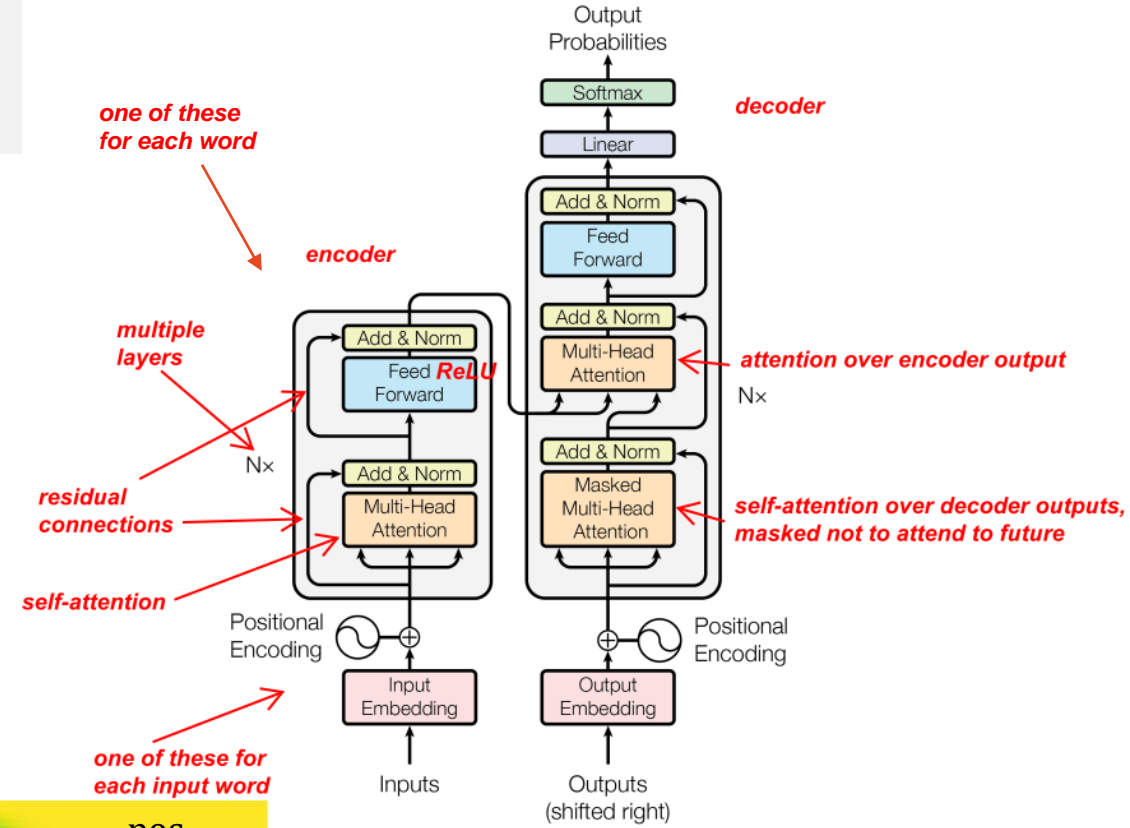 Output
Probabilities
Softmax
decoder
one of these
for each word
Linear
Add & Norm
Feed
Forward
encoder
Add & Norm
multiple
layers
Add & Norm
Multi-Head
Attention
attention over encoder output
Feed ReLU
Forward
Nx
Nx
Add & Norm
Add & Norm
residual
connections
Multi-Head
Attention
Masked
Multi-Head
Attention
self-attention over decoder outputs,
masked not to attend to future
self-attention
Positional
Encoding
Positional
Encoding
Input
Embedding
Output
Embedding
one of these for
each input word
Inputs
Outputs
(shifted right)
pos